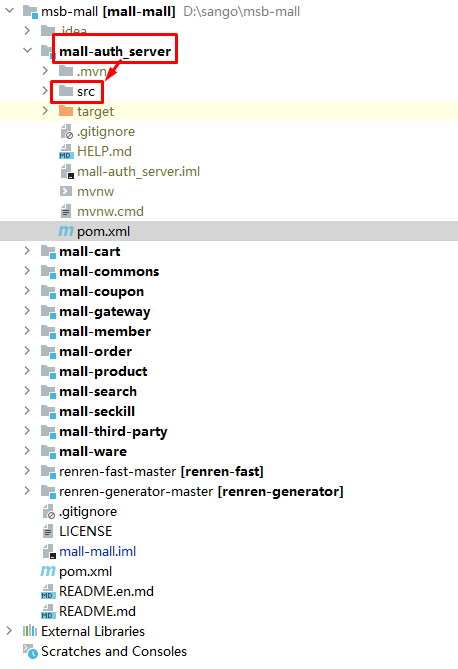 msb-mall [mall-mall] D:\sango\msb-mall
.idea
mall-auth_server
.mvn
src
target
.gitignore
HELP.md
mall-auth_server.iml
mvnw
mvnw.cmd
pom.xml
mall-cart
mall-commons
mall-coupon
mall-gateway
mall-member
mall-order
mall-product
mall-search
mall-seckill
mall-third-party
mall-ware
renren-fast-master [renren-fast]
renren-generator-master [renren-generator]
.gitignore
LICENSE
mall-mall.iml
pom.xml
README.en.md
README.md
External Libraries
Scratches and Consoles